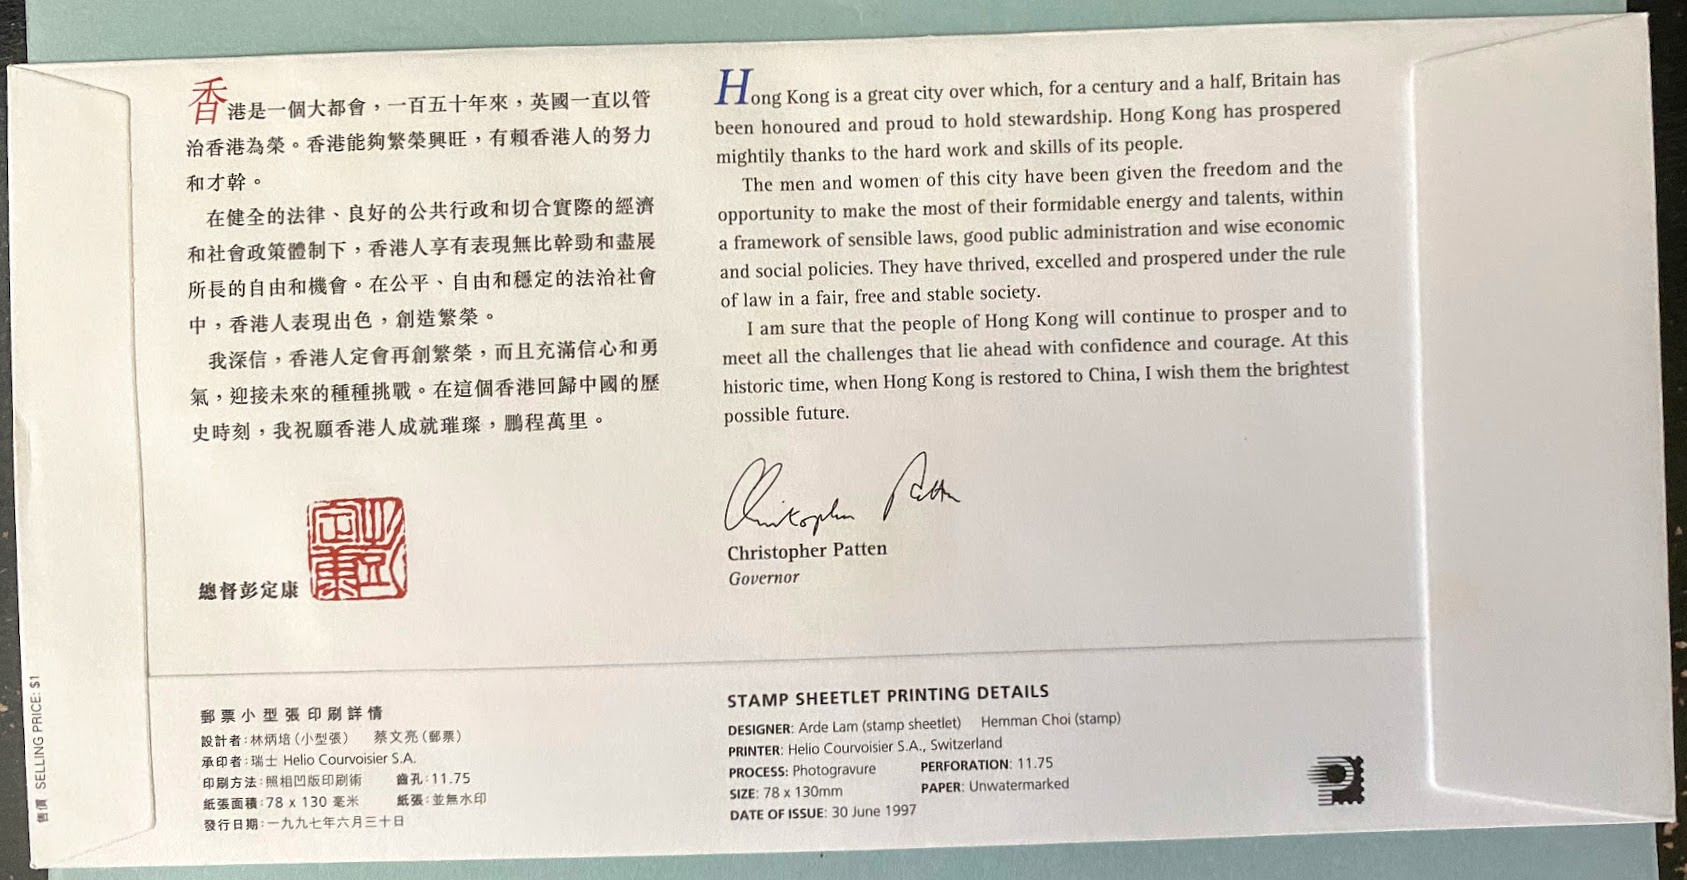 香港是一個大都會，一百五十年來，英國一直以管
治香港為榮。香港能夠繁榮興旺，有賴香港人的努力
和才幹。
在健全的法律、良好的公共行政和切合實際的經濟
和社會政策體制下，香港人享有表現無比幹勁和盡展
所長的自由和機會。在公平、自由和穩定的法治社會
中，香港人表現出色，創造繁榮。
我深信，香港人定會再創繁榮，而且充滿信心和勇
氣，迎接未來的種種挑戰。在這個香港回歸中國的歷
史時刻，我祝願香港人成就璀璨，鵬程萬里。
總督彭定康
彭定康
Hong Kong is a great city over which, for a century and a half, Britain has
been honoured and proud to hold stewardship. Hong Kong has prospered
mightily thanks to the hard work and skills of its people.
The men and women of this city have been given the freedom and the
opportunity to make the most of their formidable energy and talents, within
a framework of sensible laws, good public administration and wise economic
and social policies. They have thrived, excelled and prospered under the rule
of law in a fair, free and stable society.
I am sure that the people of Hong Kong will continue to prosper and to
meet all the challenges that lie ahead with confidence and courage. At this
historic time, when Hong Kong is restored to China, I wish them the brightest
possible future.
Christopher Patten
Christopher Patten
Governor
售價 SELLING PRICE: $1
郵票小型張印刷詳情
設計者：林炳培（小型張） 蔡文亮（郵票）
承印者：瑞士 Helio Courvoisier S.A.
印刷方法：照相凹版印刷術 齒孔：11.75
紙張面積：78 x 130 毫米 紙張：並無水印
發行日期：一九九七年六月三十日
STAMP SHEETLET PRINTING DETAILS
DESIGNER: Arde Lam (stamp sheetlet) Hemman Choi (stamp)
PRINTER: Helio Courvoisier S.A., Switzerland
PROCESS: Photogravure PERFORATION: 11.75
SIZE: 78 x 130mm PAPER: Unwatermarked
DATE OF ISSUE: 30 June 1997